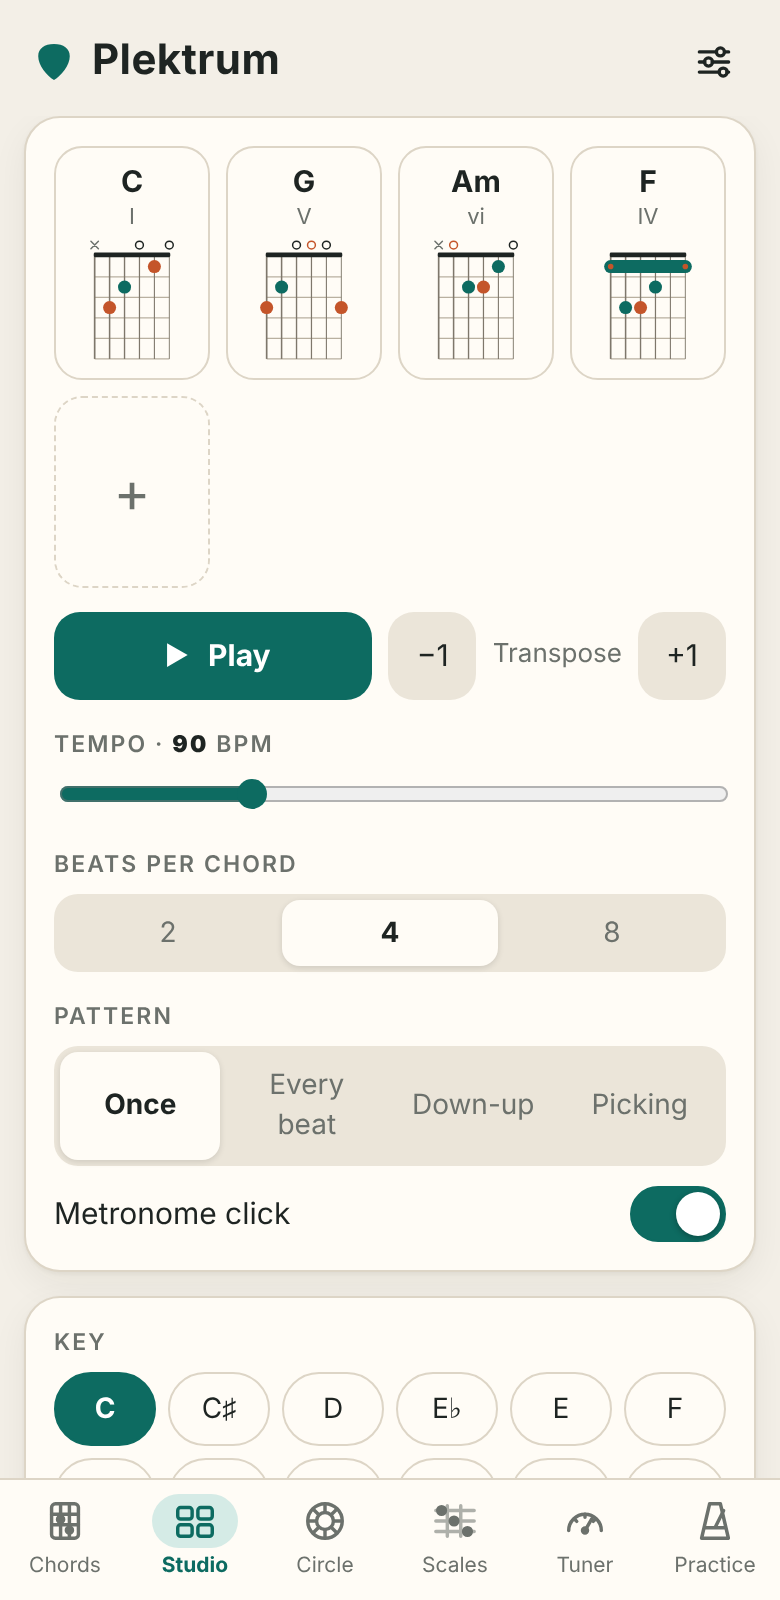 Plektrum
C
I
G
V
Am
vi
F
IV
+
Play
−1
Transpose
+1
TEMPO · 90 BPM
BEATS PER CHORD
2
4
8
PATTERN
Once
Every
beat
Down-up
Picking
Metronome click
KEY
C
C♯
D
E♭
E
F
Chords
Studio
Circle
Scales
Tuner
Practice